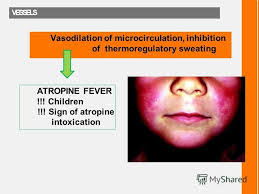 VESSELS
Vasodilation of microcirculation, inhibition
of thermoregulatory sweating
ATROPINE FEVER
!!! Children
!!! Sign of atropine
intoxication
MyShared